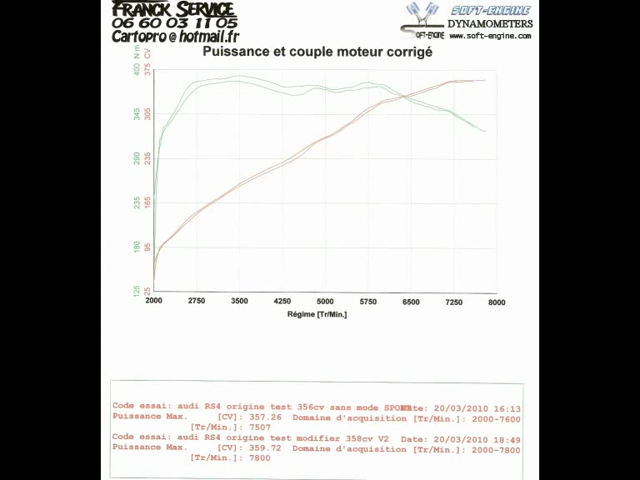 FRANCK SERVICE
06 60 03 11 05
Cartopro@hotmail.fr
SOFT-ENGINE
DYNAMOMETERS
SOFT-ENGINE www.soft-engine.com
Puissance et couple moteur corrigé
N m CV
400 375
345 305
290 235
235 165
180 95
125 25
2000 2750 3500 4250 5000 5750 6500 7250 8000
Régime [Tr/Min.]
Code essai: audi RS4 origine test 356cv sans mode Date: 20/03/2010 16:13
Puissance Max. [CV]: 357.26 Domaine d'acquisition [Tr/Min.]: 2000-7600
[Tr/Min.]: 7507
Code essai: audi RS4 origine test modifier 358cv V2 Date: 20/03/2010 18:49
Puissance Max. [CV]: 359.72 Domaine d'acquisition [Tr/Min.]: 2000-7800
[Tr/Min.]: 7800